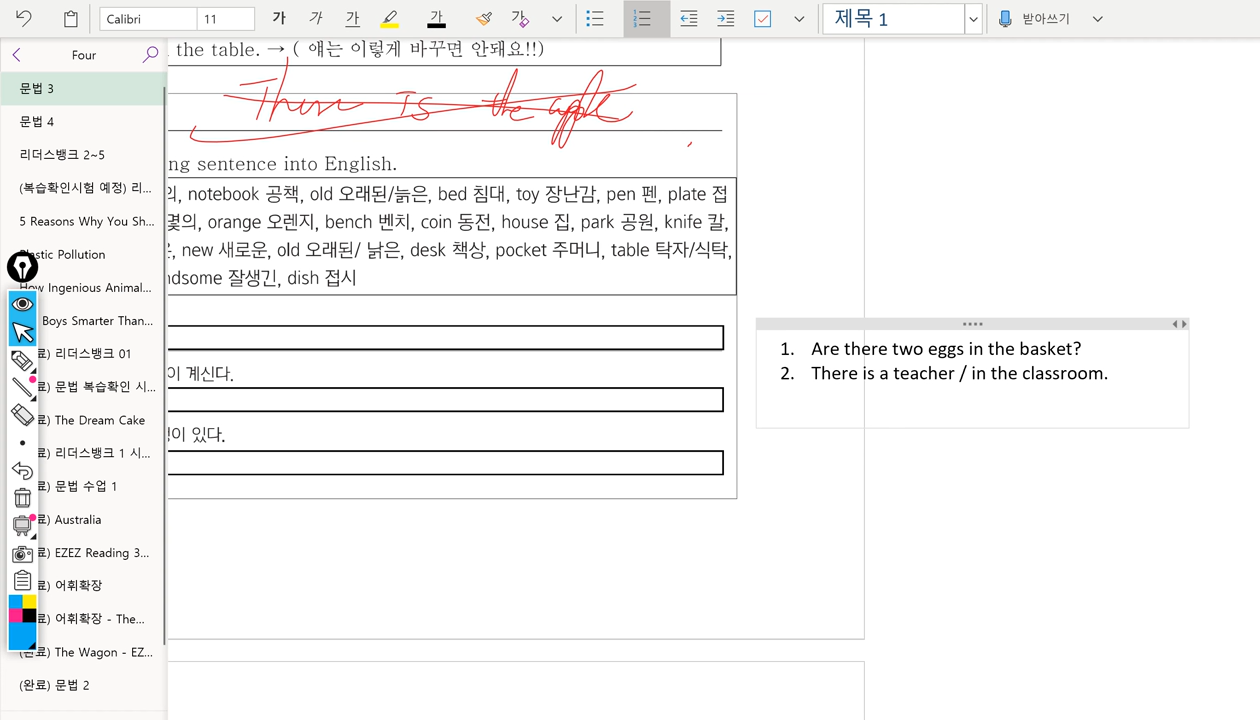 Calibri 11 가 가 가 가 가 제목 1 받아쓰기
Four
문법 3
문법 4
리더스뱅크 2~5
(복습확인시험 예정) 리...
5 Reasons Why You Sh...
Plastic Pollution
How Ingenious Animal...
Boys Smarter Than...
료) 리더스뱅크 01
료) 문법 복습확인 시...
료) The Dream Cake
료) 리더스뱅크 1 시...
료) 문법 수업 1
료) Australia
료) EZEZ Reading 3...
료) 어휘확장
료) 어휘확장 - The...
(완료) The Wagon - EZ...
(완료) 문법 2
the table. → ( 얘는 이렇게 바꾸면 안돼요!!)
There is the apple
ng sentence into English.
의, notebook 공책, old 오래된/늙은, bed 침대, toy 장난감, pen 펜, plate 접
몇의, orange 오렌지, bench 벤치, coin 동전, house 집, park 공원, knife 칼,
, new 새로운, old 오래된/ 낡은, desk 책상, pocket 주머니, table 탁자/식탁,
ndsome 잘생긴, dish 접시
이 계신다.
이 있다.
1. Are there two eggs in the basket?
2. There is a teacher / in the classroom.